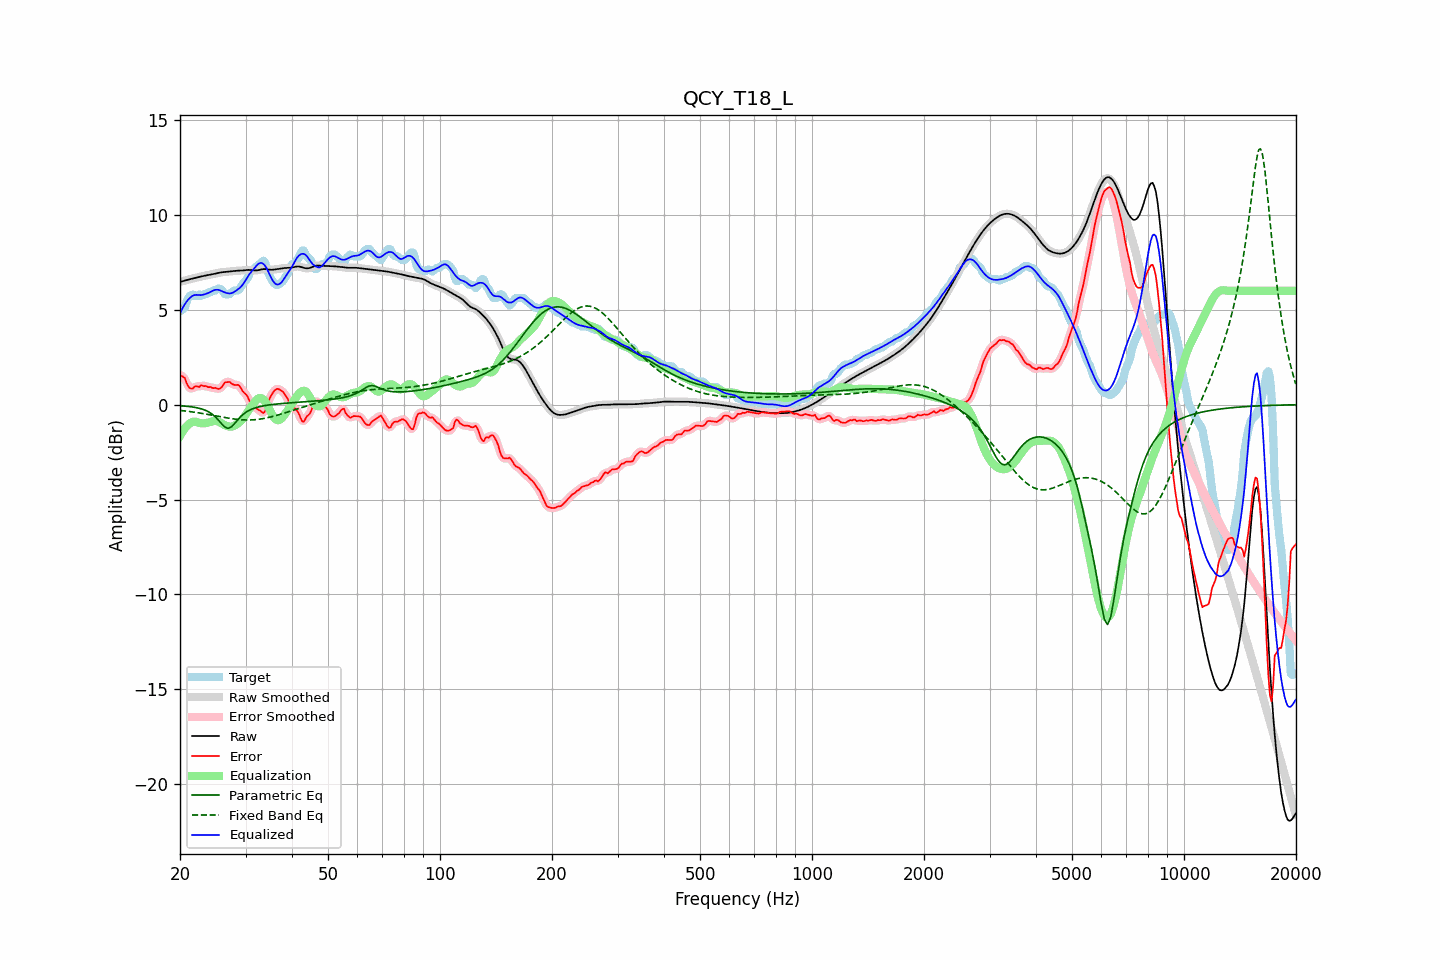 QCY_T18_L
15
10
5
0
−5
−10
−15
−20
Amplitude (dBr)
Target
Raw Smoothed
Error Smoothed
Raw
Error
Equalization
Parametric Eq
Fixed Band Eq
Equalized
20 50 100 200 500 1000 2000 5000 10000 20000
Frequency (Hz)